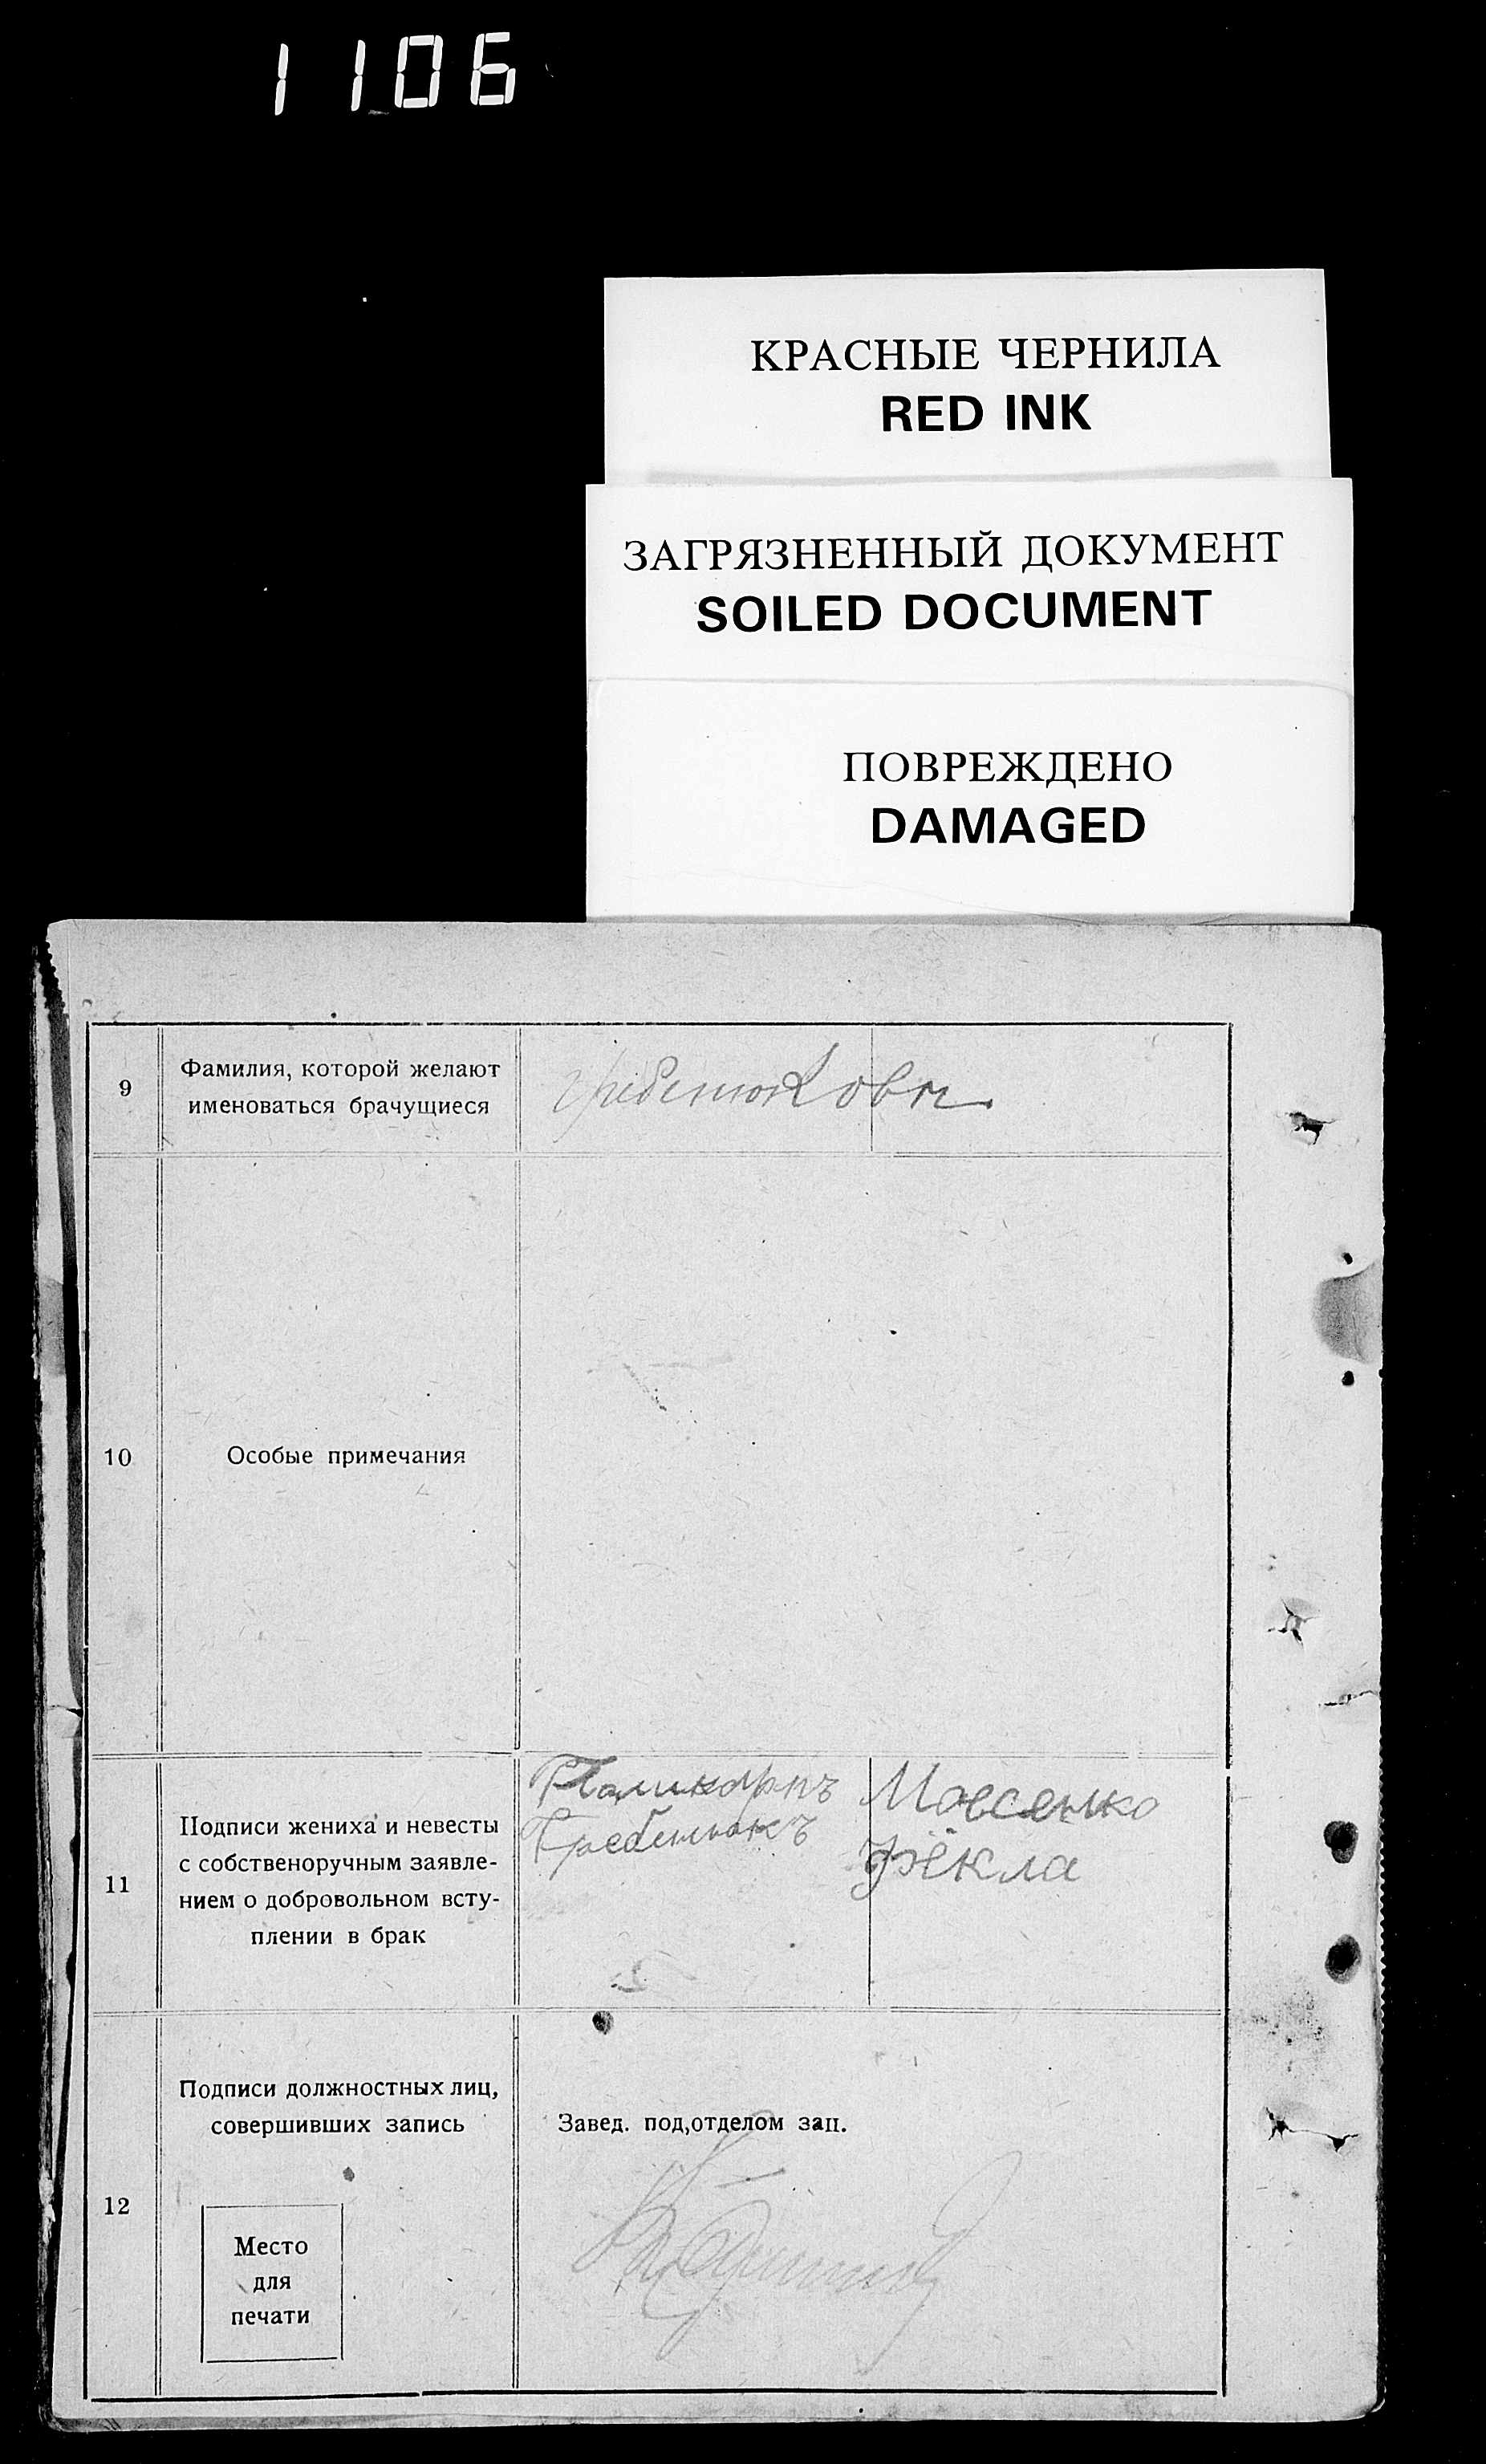 1106
КРАСНЫЕ ЧЕРНИЛА
RED INK
ЗАГРЯЗНЕННЫЙ ДОКУМЕНТ
SOILED DOCUMENT
ПОВРЕЖДЕНО
DAMAGED
9
Фамилия, которой желают
именоваться брачущиеся
Гребенюковы
10
Особые примечания
11
Подписи жениха и невесты
с собственоручным заявле-
нием о добровольном всту-
плении в брак
Поликарпъ
Гребенюкъ
Мовсенко
Фёкла
12
Подписи должностных лиц,
совершивших запись
Место
для
печати
Завед. под,отделом зап.